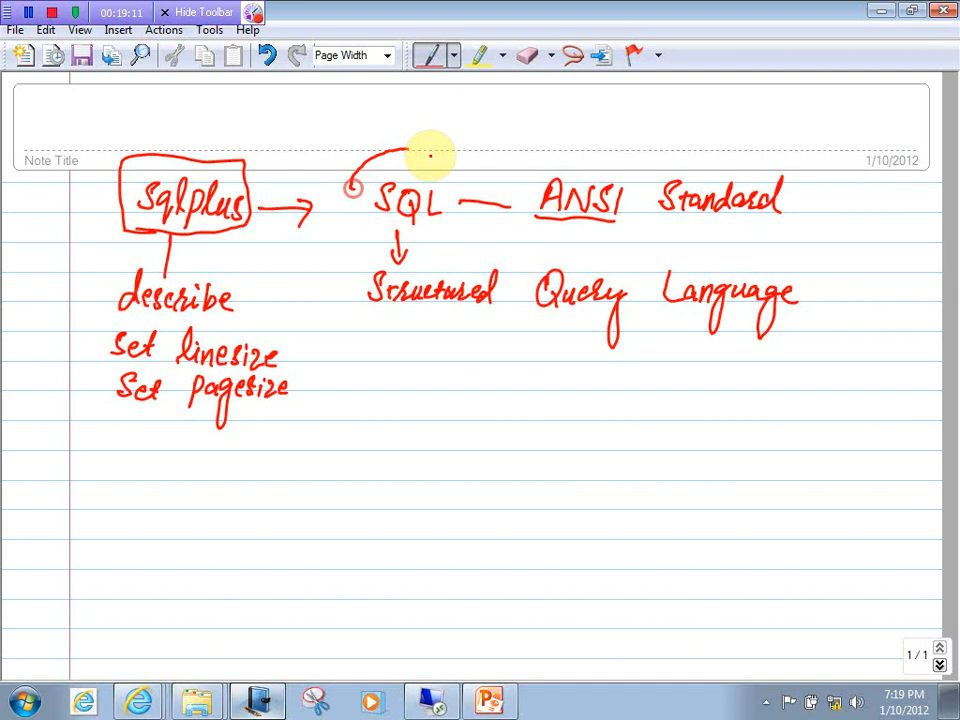 00:19:11 Hide Toolbar
File Edit View Insert Actions Tools Help
Page Width
Note Title 1/10/2012
sqlplus SQL — ANSI Standard
describe Structured Query Language
Set linesize
Set pagesize
1 / 1
7:19 PM
1/10/2012